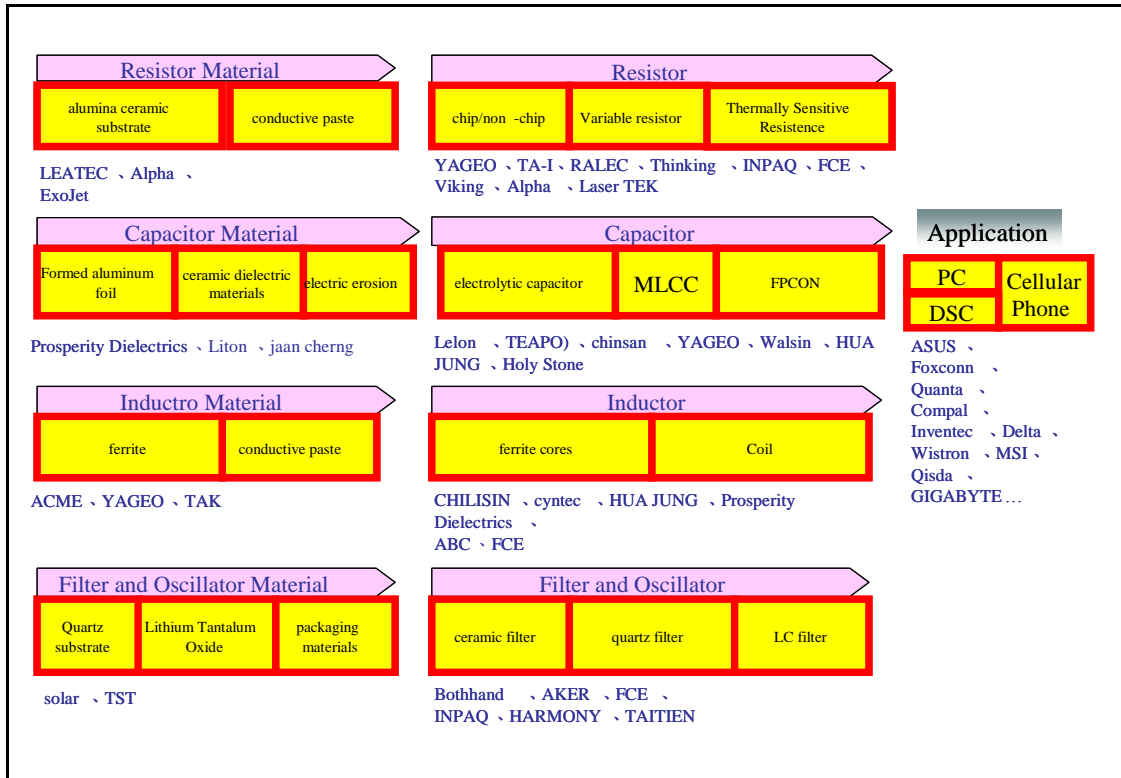 Resistor Material
alumina ceramic
substrate
conductive paste
LEATEC 、Alpha 、
ExoJet
Resistor
chip/non -chip
Variable resistor
Thermally Sensitive
Resistence
YAGEO 、TA-I 、RALEC 、Thinking 、INPAQ 、FCE 、
Viking 、Alpha 、Laser TEK
Capacitor Material
Formed aluminum
foil
ceramic dielectric
materials
electric erosion
Prosperity Dielectrics 、Liton 、jaan cherng
Capacitor
electrolytic capacitor
MLCC
FPCON
Lelon 、TEAPO) 、chinsan 、YAGEO 、Walsin 、HUA
JUNG 、Holy Stone
Application
PC
DSC
Cellular
Phone
ASUS 、
Foxconn 、
Quanta 、
Compal 、
Inventec 、Delta 、
Wistron 、MSI 、
Qisda 、
GIGABYTE …
Inductro Material
ferrite
conductive paste
ACME 、YAGEO 、TAK
Inductor
ferrite cores
Coil
CHILISIN 、cyntec 、HUA JUNG 、Prosperity
Dielectrics 、
ABC 、FCE
Filter and Oscillator Material
Quartz
substrate
Lithium Tantalum
Oxide
packaging
materials
solar 、TST
Filter and Oscillator
ceramic filter
quartz filter
LC filter
Bothhand 、AKER 、FCE 、
INPAQ 、HARMONY 、TAITIEN